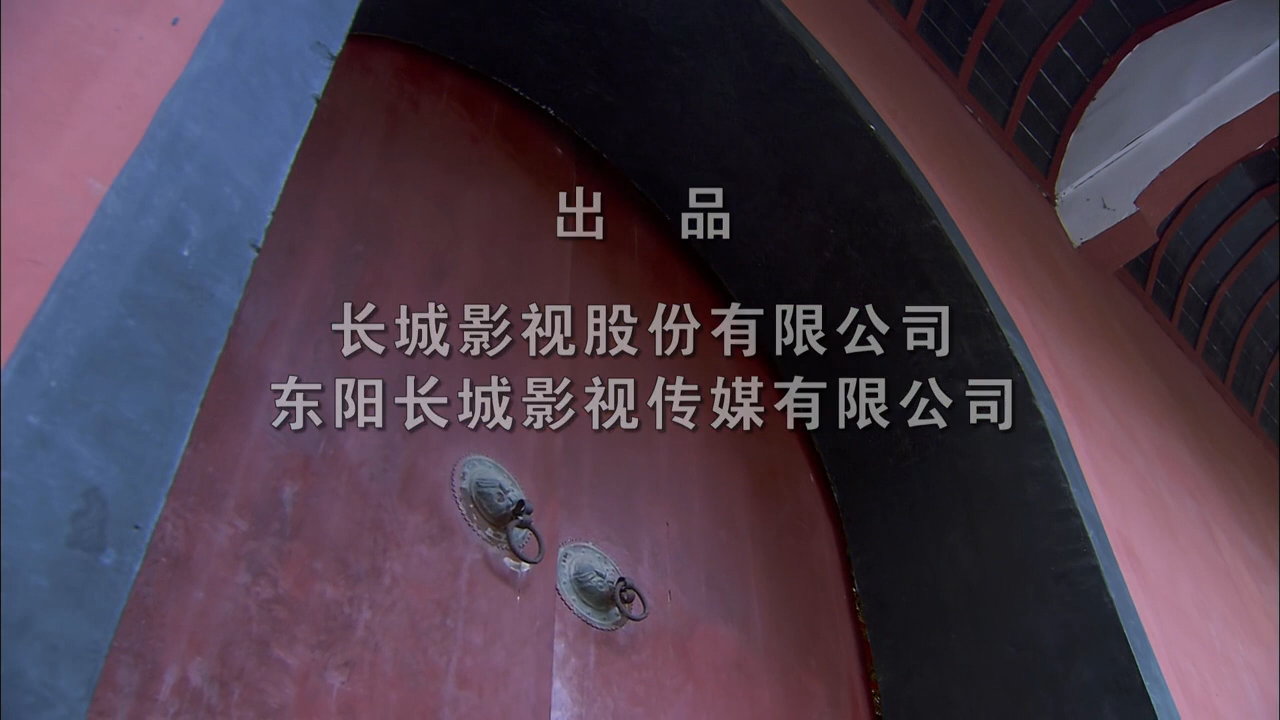 出 品
长城影视股份有限公司
东阳长城影视传媒有限公司